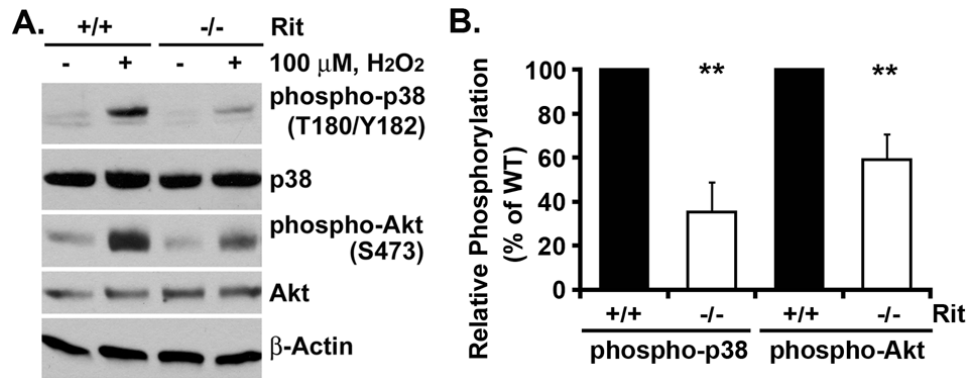 A.
+/+ -/- Rit
- + - + 100 μM, H2O2
phospho-p38
(T180/Y182)
p38
phospho-Akt
(S473)
Akt
β-Actin
B.
Relative Phosphorylation
(% of WT)
100
80
60
40
20
0
** **
+/+ -/- +/+ -/- Rit
phospho-p38 phospho-Akt